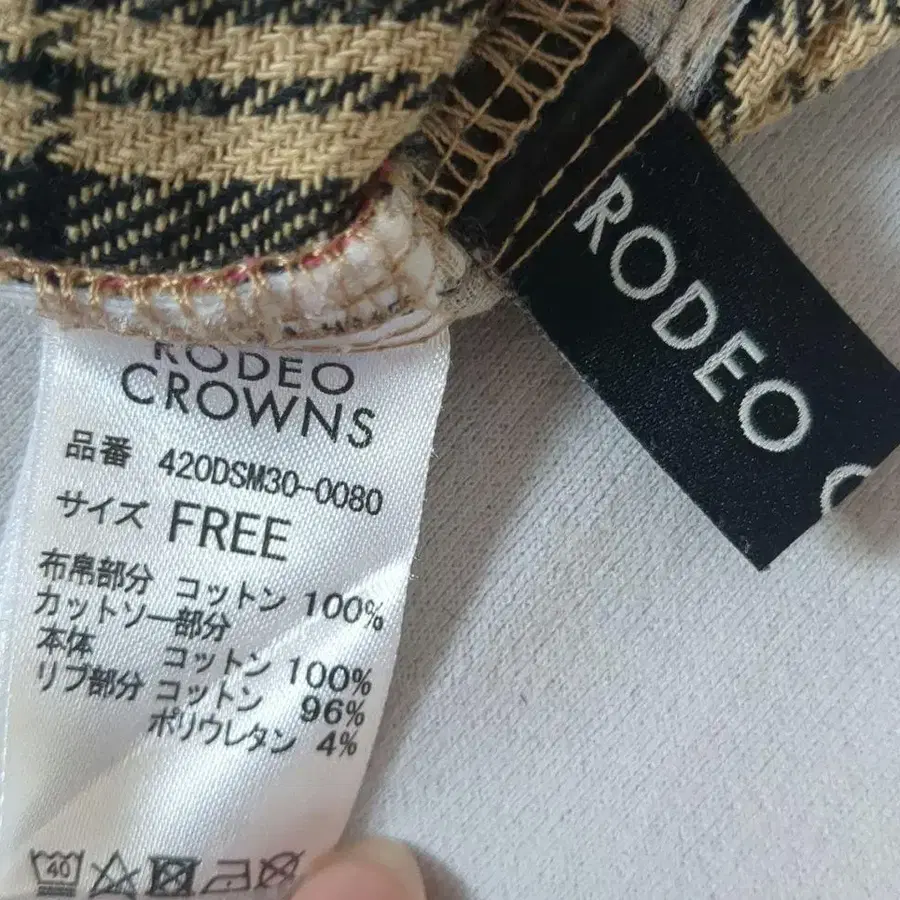 RODEO
CROWNS
品番 420DSM30-0080
サイズ FREE
布帛部分 コットン 100%
カットソー部分
本体 コットン 100%
リブ部分 コットン 96%
ポリウレタン 4%
40
RODEO C